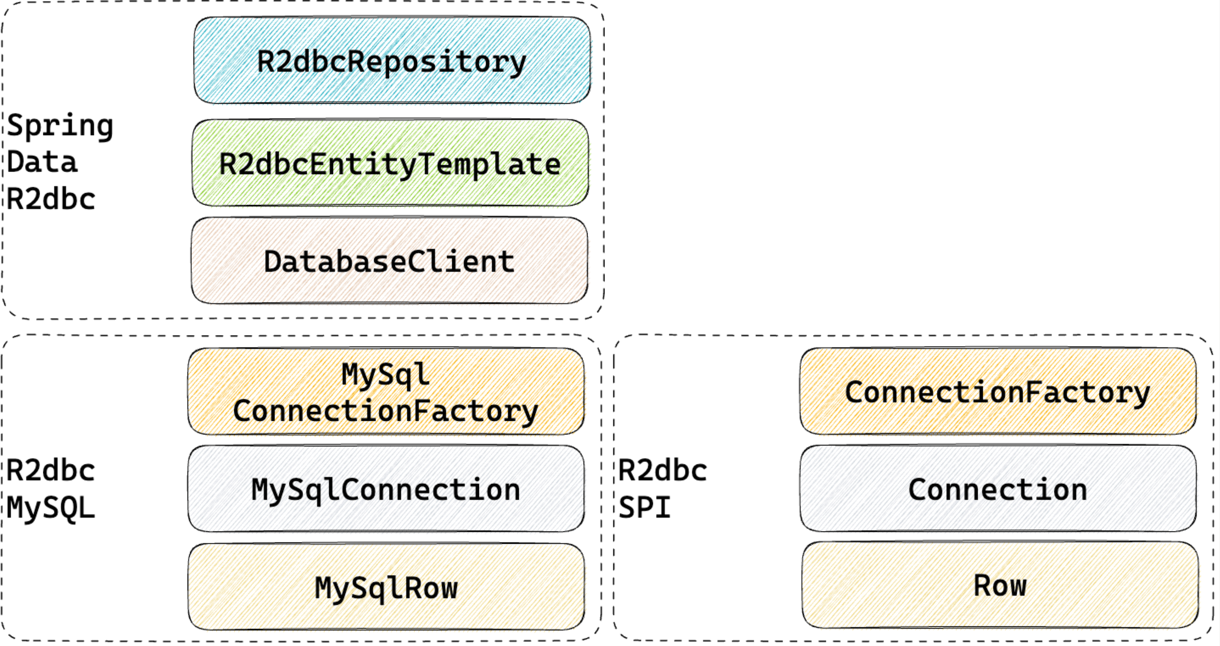 Spring
Data
R2dbc
R2dbcRepository
R2dbcEntityTemplate
DatabaseClient
R2dbc
MySQL
MySql
ConnectionFactory
MySqlConnection
MySqlRow
R2dbc
SPI
ConnectionFactory
Connection
Row